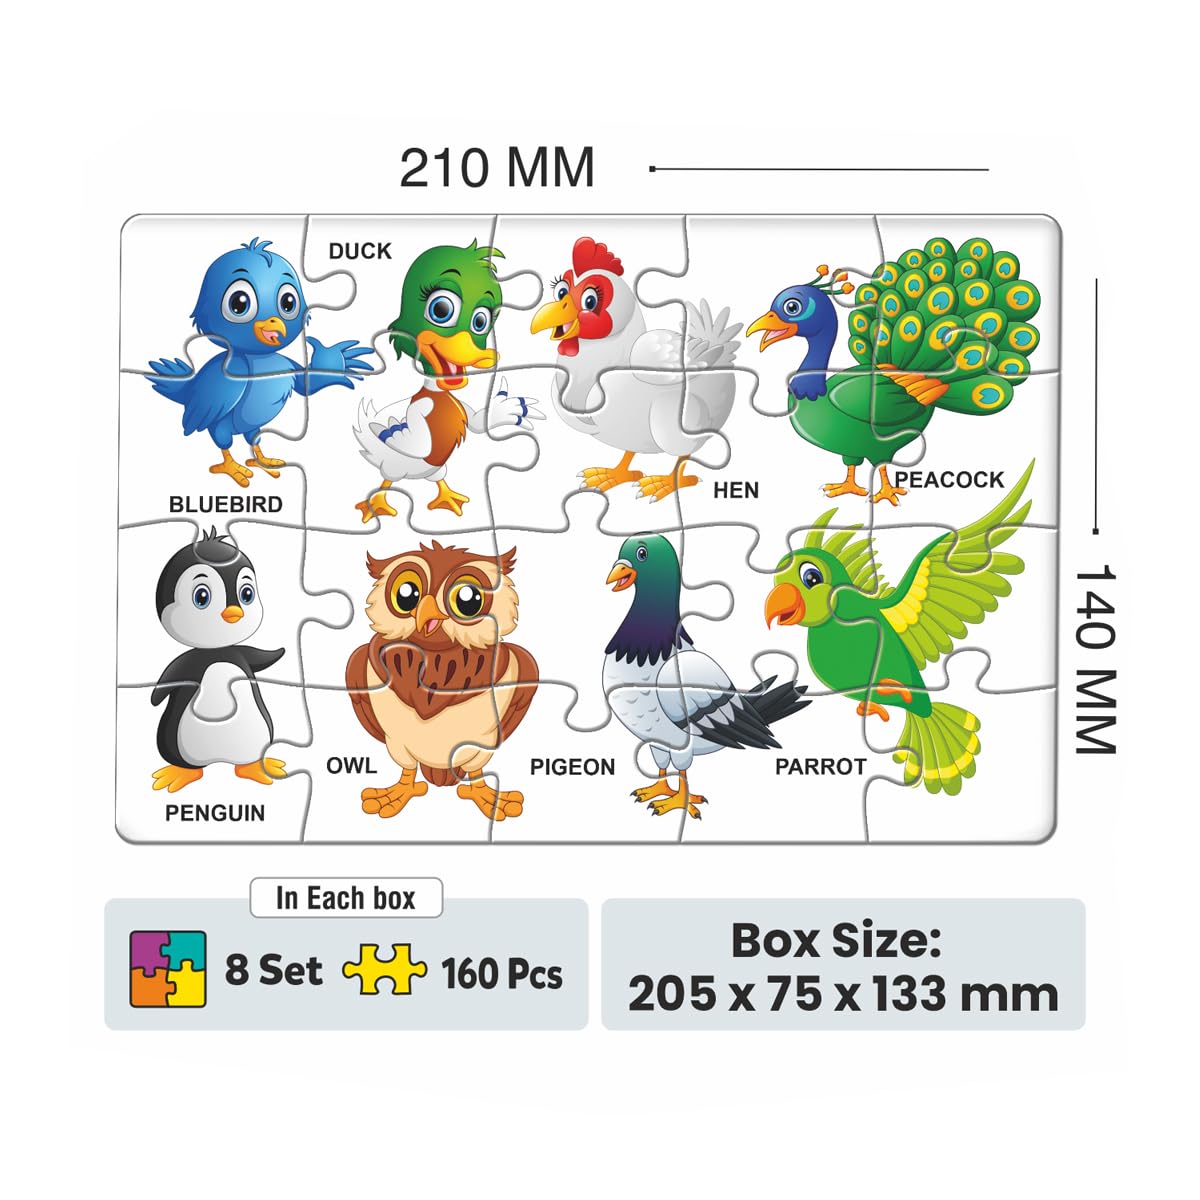 210 MM
DUCK
BLUEBIRD
HEN
PEACOCK
140 MM
OWL
PIGEON
PARROT
PENGUIN
In Each box
8 Set
160 Pcs
Box Size:
205 x 75 x 133 mm